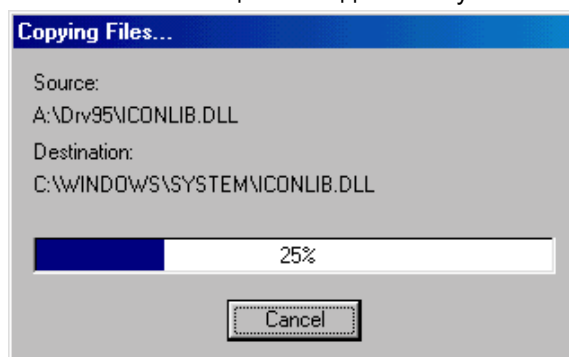 Copying Files...
Source:
A:\Drv95\ICONLIB.DLL
Destination:
C:\WINDOWS\SYSTEM\ICONLIB.DLL
25%
Cancel